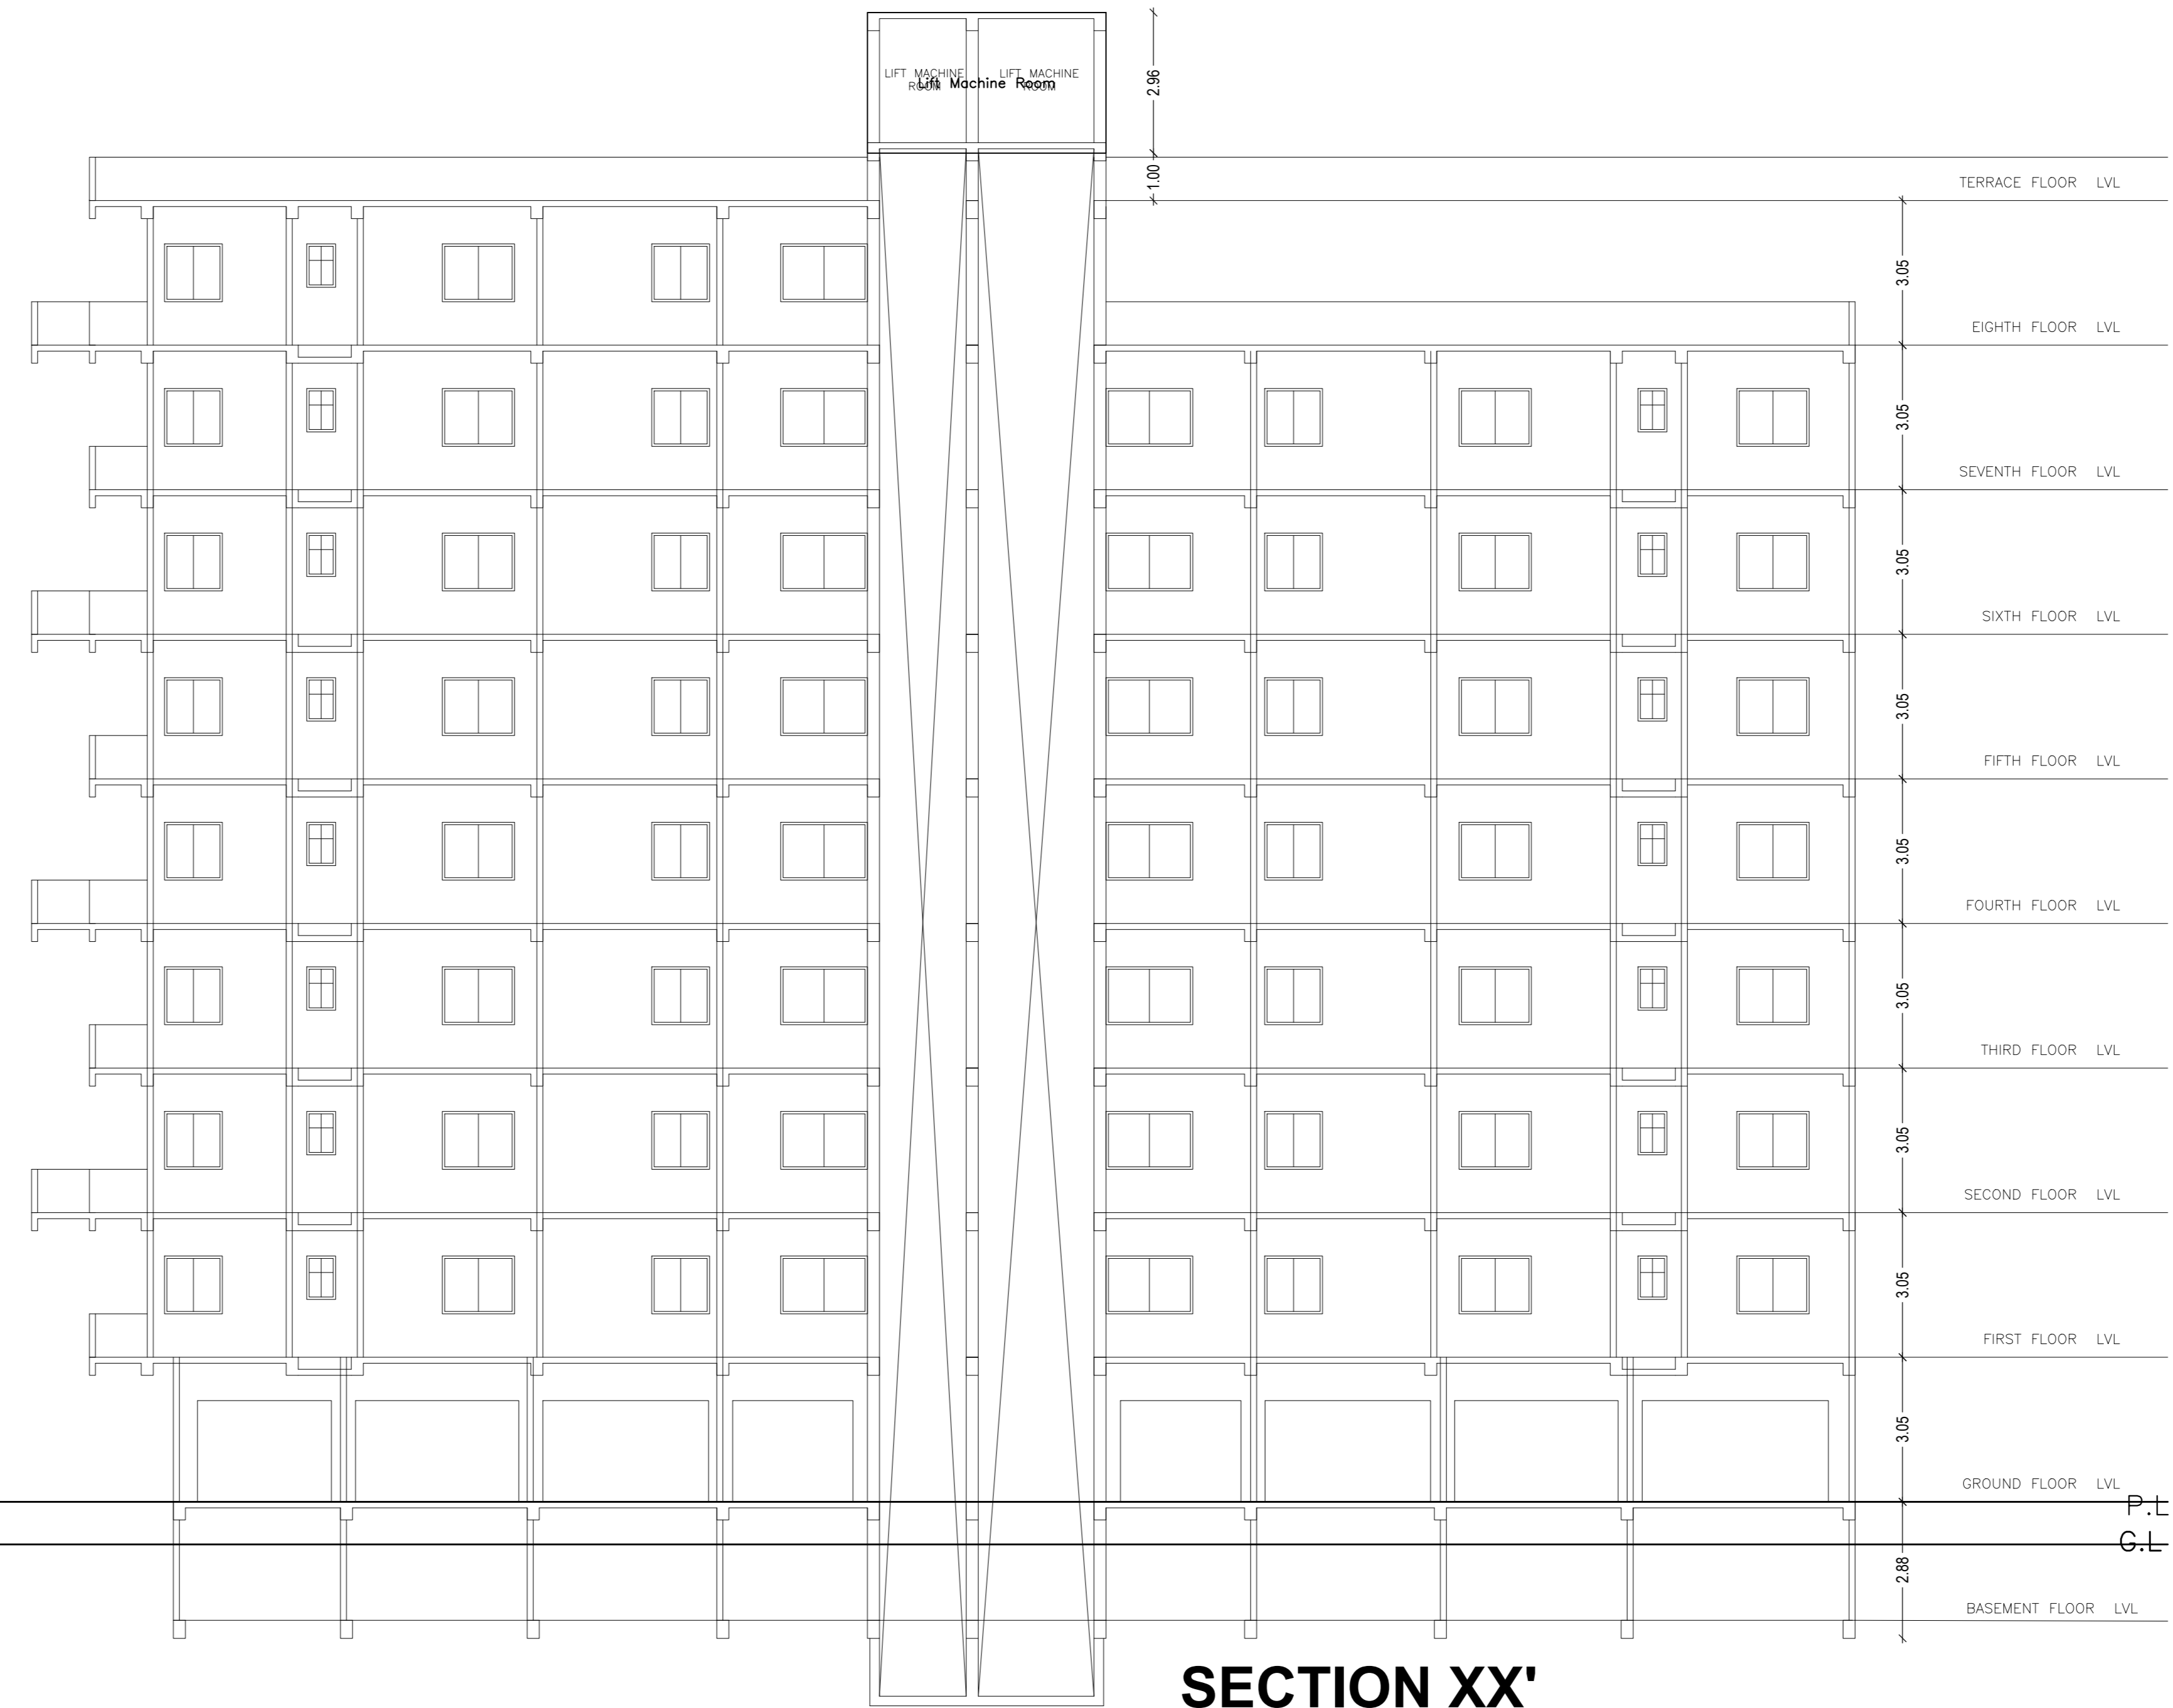 LIFT MACHINE
ROOM
LIFT MACHINE
ROOM
Lift Machine Room
2.96
1.00
TERRACE FLOOR LVL
3.05
EIGHTH FLOOR LVL
3.05
SEVENTH FLOOR LVL
3.05
SIXTH FLOOR LVL
3.05
FIFTH FLOOR LVL
3.05
FOURTH FLOOR LVL
3.05
THIRD FLOOR LVL
3.05
SECOND FLOOR LVL
3.05
FIRST FLOOR LVL
3.05
GROUND FLOOR LVL
P.L
G.L
2.88
BASEMENT FLOOR LVL
SECTION XX'